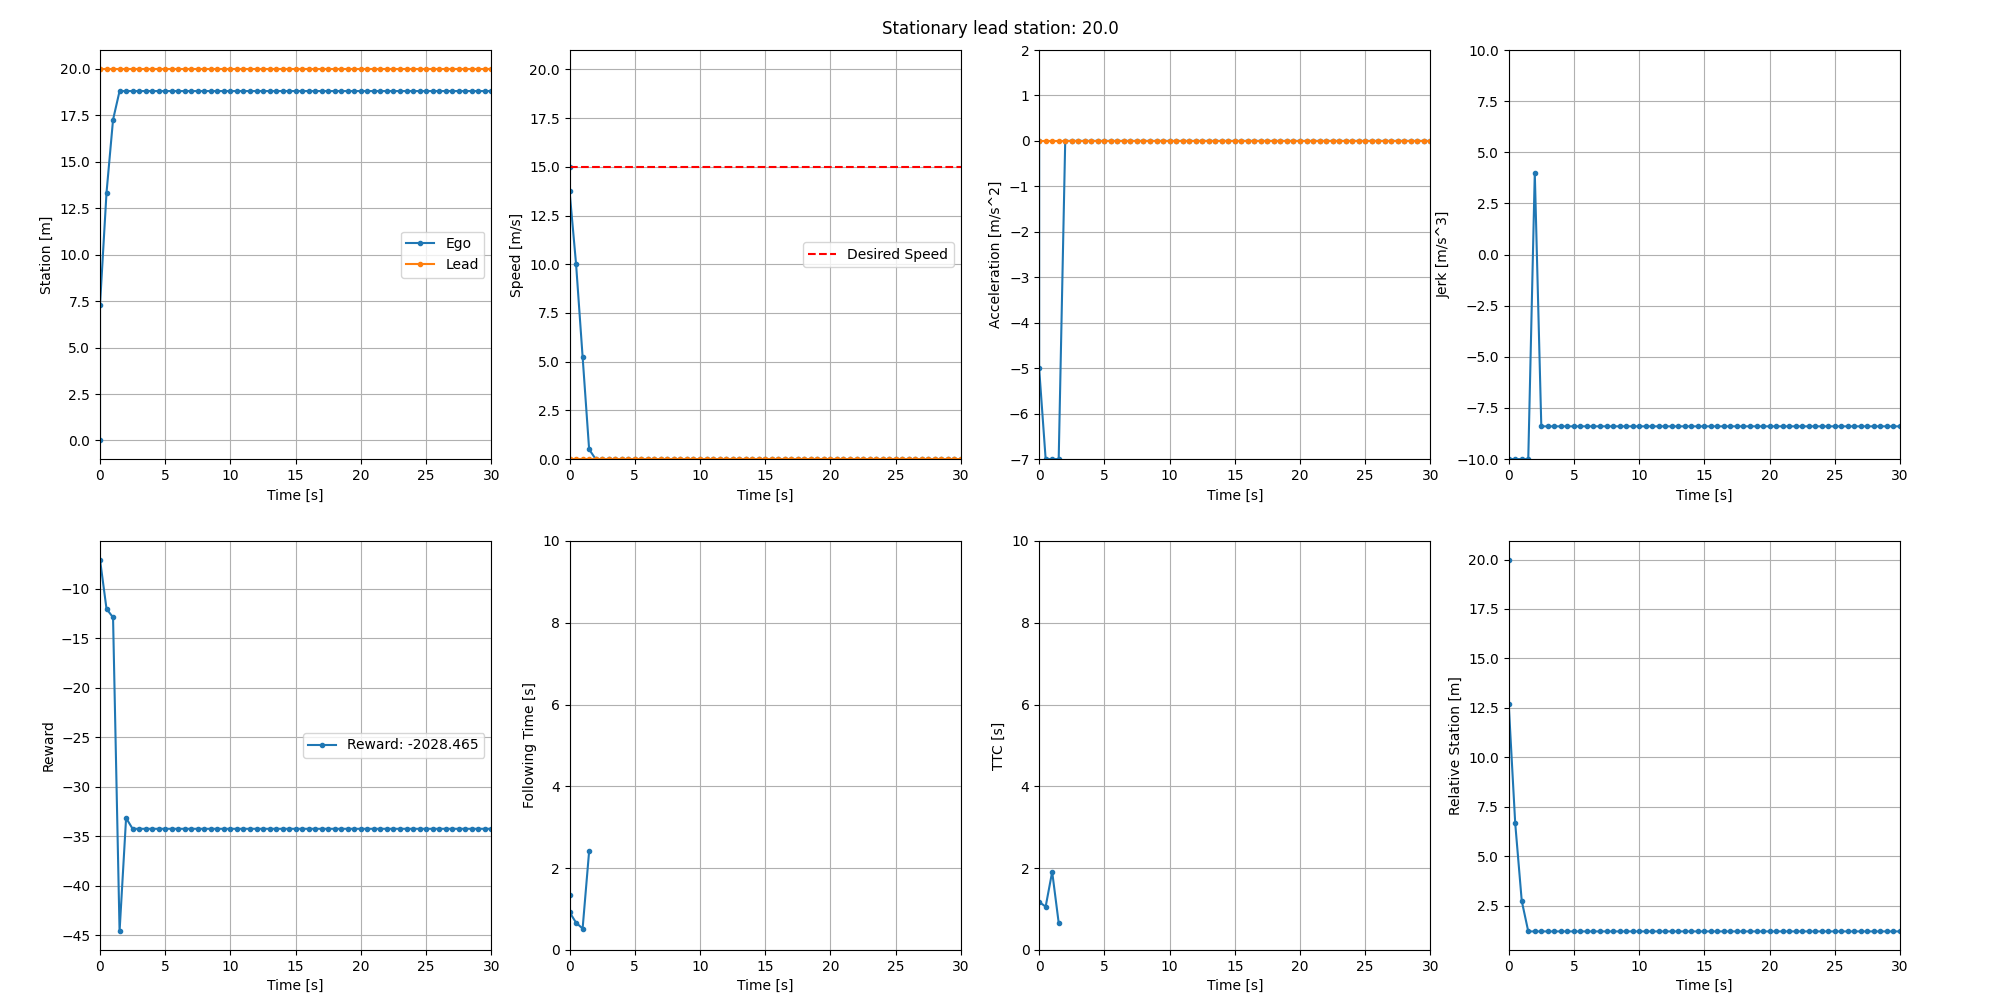 Stationary lead station: 20.0
Station [m]
20.0
17.5
15.0
12.5
10.0
7.5
5.0
2.5
0.0
Ego
Lead
0 5 10 15 20 25 30
Time [s]
Speed [m/s]
20.0
17.5
15.0
12.5
10.0
7.5
5.0
2.5
0.0
Desired Speed
0 5 10 15 20 25 30
Time [s]
Acceleration [m/s^2]
2
1
0
−1
−2
−3
−4
−5
−6
−7
0 5 10 15 20 25 30
Time [s]
Jerk [m/s^3]
10.0
7.5
5.0
2.5
0.0
−2.5
−5.0
−7.5
−10.0
0 5 10 15 20 25 30
Time [s]
Reward
−10
−15
−20
−25
−30
−35
−40
−45
Reward: -2028.465
0 5 10 15 20 25 30
Time [s]
Following Time [s]
10
8
6
4
2
0
0 5 10 15 20 25 30
Time [s]
TTC [s]
10
8
6
4
2
0
0 5 10 15 20 25 30
Time [s]
Relative Station [m]
20.0
17.5
15.0
12.5
10.0
7.5
5.0
2.5
0 5 10 15 20 25 30
Time [s]